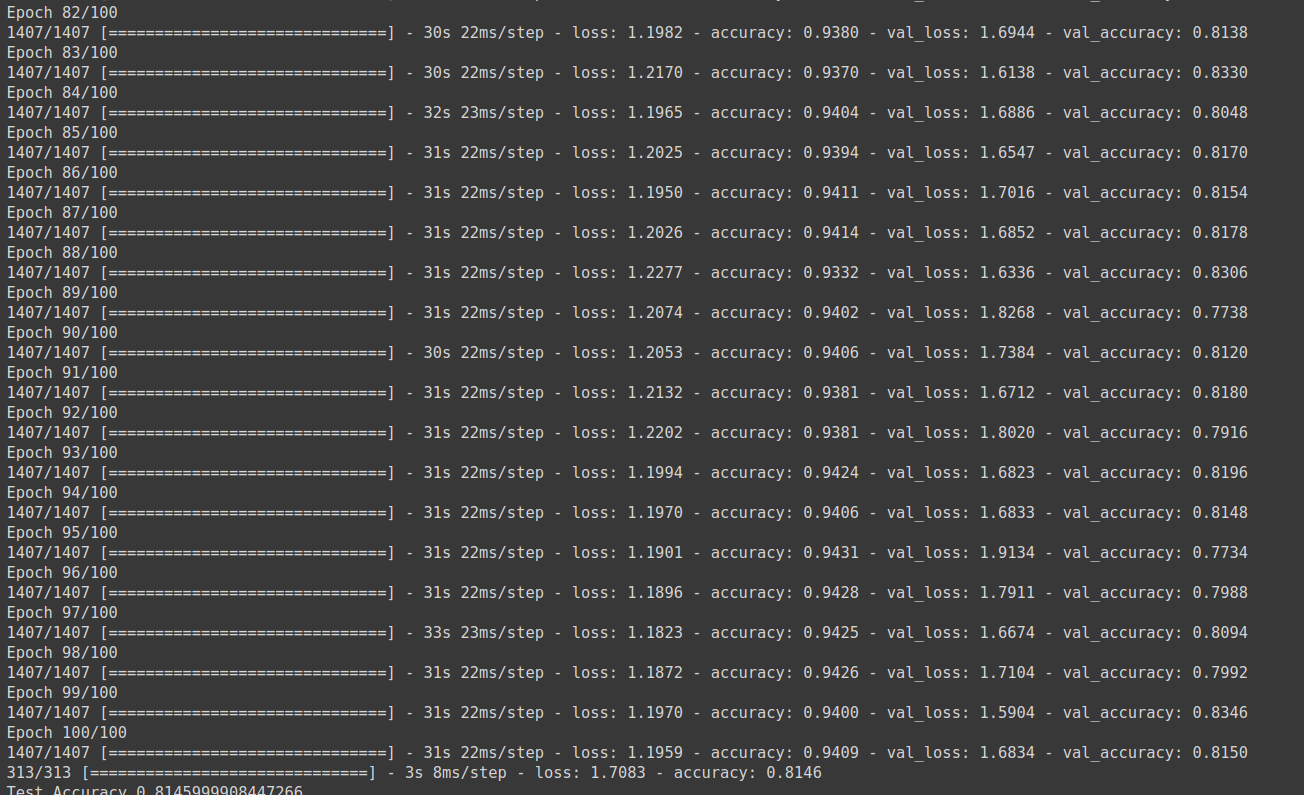 Epoch 82/100
1407/1407 [==============================] - 30s 22ms/step - loss: 1.1982 - accuracy: 0.9380 - val_loss: 1.6944 - val_accuracy: 0.8138
Epoch 83/100
1407/1407 [==============================] - 30s 22ms/step - loss: 1.2170 - accuracy: 0.9370 - val_loss: 1.6138 - val_accuracy: 0.8330
Epoch 84/100
1407/1407 [==============================] - 32s 23ms/step - loss: 1.1965 - accuracy: 0.9404 - val_loss: 1.6886 - val_accuracy: 0.8048
Epoch 85/100
1407/1407 [==============================] - 31s 22ms/step - loss: 1.2025 - accuracy: 0.9394 - val_loss: 1.6547 - val_accuracy: 0.8170
Epoch 86/100
1407/1407 [==============================] - 31s 22ms/step - loss: 1.1950 - accuracy: 0.9411 - val_loss: 1.7016 - val_accuracy: 0.8154
Epoch 87/100
1407/1407 [==============================] - 31s 22ms/step - loss: 1.2026 - accuracy: 0.9414 - val_loss: 1.6852 - val_accuracy: 0.8178
Epoch 88/100
1407/1407 [==============================] - 31s 22ms/step - loss: 1.2277 - accuracy: 0.9332 - val_loss: 1.6336 - val_accuracy: 0.8306
Epoch 89/100
1407/1407 [==============================] - 31s 22ms/step - loss: 1.2074 - accuracy: 0.9402 - val_loss: 1.8268 - val_accuracy: 0.7738
Epoch 90/100
1407/1407 [==============================] - 30s 22ms/step - loss: 1.2053 - accuracy: 0.9406 - val_loss: 1.7384 - val_accuracy: 0.8120
Epoch 91/100
1407/1407 [==============================] - 31s 22ms/step - loss: 1.2132 - accuracy: 0.9381 - val_loss: 1.6712 - val_accuracy: 0.8180
Epoch 92/100
1407/1407 [==============================] - 31s 22ms/step - loss: 1.2202 - accuracy: 0.9381 - val_loss: 1.8020 - val_accuracy: 0.7916
Epoch 93/100
1407/1407 [==============================] - 31s 22ms/step - loss: 1.1994 - accuracy: 0.9424 - val_loss: 1.6823 - val_accuracy: 0.8196
Epoch 94/100
1407/1407 [==============================] - 31s 22ms/step - loss: 1.1970 - accuracy: 0.9406 - val_loss: 1.6833 - val_accuracy: 0.8148
Epoch 95/100
1407/1407 [==============================] - 31s 22ms/step - loss: 1.1901 - accuracy: 0.9431 - val_loss: 1.9134 - val_accuracy: 0.7734
Epoch 96/100
1407/1407 [==============================] - 31s 22ms/step - loss: 1.1896 - accuracy: 0.9428 - val_loss: 1.7911 - val_accuracy: 0.7988
Epoch 97/100
1407/1407 [==============================] - 33s 23ms/step - loss: 1.1823 - accuracy: 0.9425 - val_loss: 1.6674 - val_accuracy: 0.8094
Epoch 98/100
1407/1407 [==============================] - 31s 22ms/step - loss: 1.1872 - accuracy: 0.9426 - val_loss: 1.7104 - val_accuracy: 0.7992
Epoch 99/100
1407/1407 [==============================] - 31s 22ms/step - loss: 1.1970 - accuracy: 0.9400 - val_loss: 1.5904 - val_accuracy: 0.8346
Epoch 100/100
1407/1407 [==============================] - 31s 22ms/step - loss: 1.1959 - accuracy: 0.9409 - val_loss: 1.6834 - val_accuracy: 0.8150
313/313 [==============================] - 3s 8ms/step - loss: 1.7083 - accuracy: 0.8146
Test Accuracy 0.8145999908447266